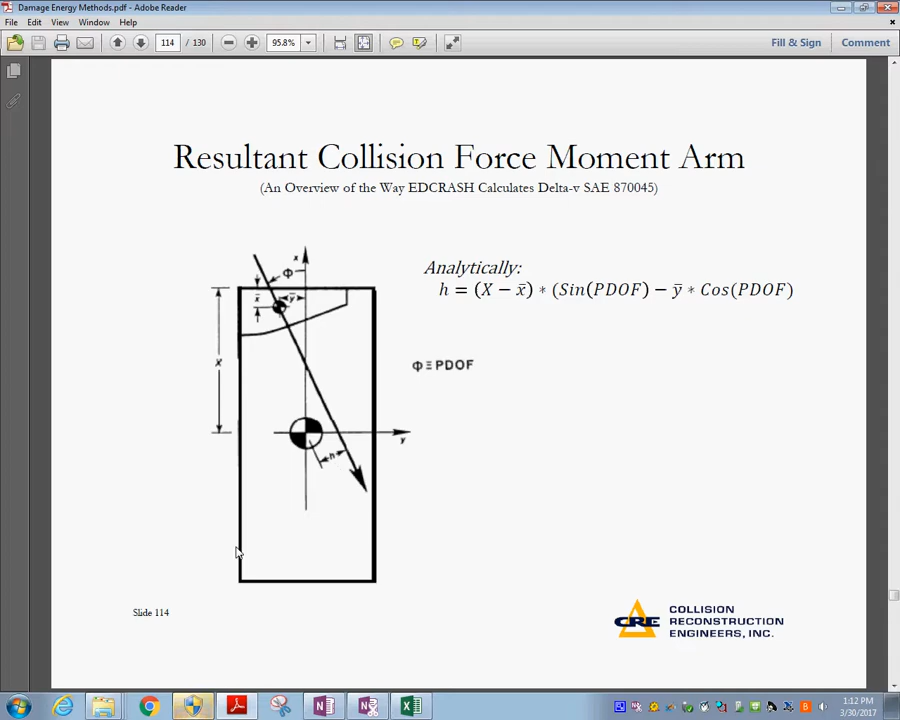 Damage Energy Methods.pdf - Adobe Reader
File Edit View Window Help
114 / 130 95.8% Fill & Sign Comment
Resultant Collision Force Moment Arm
(An Overview of the Way EDCRASH Calculates Delta-v SAE 870045)
Analytically:
h = (X − x̄) ∗ (Sin(PDOF) − ȳ ∗ Cos(PDOF)
x
Φ
x̄
ȳ
X
Φ ≡ PDOF
y
h
Slide 114
CRE
COLLISION
RECONSTRUCTION
ENGINEERS, INC.
1:12 PM
3/30/2017